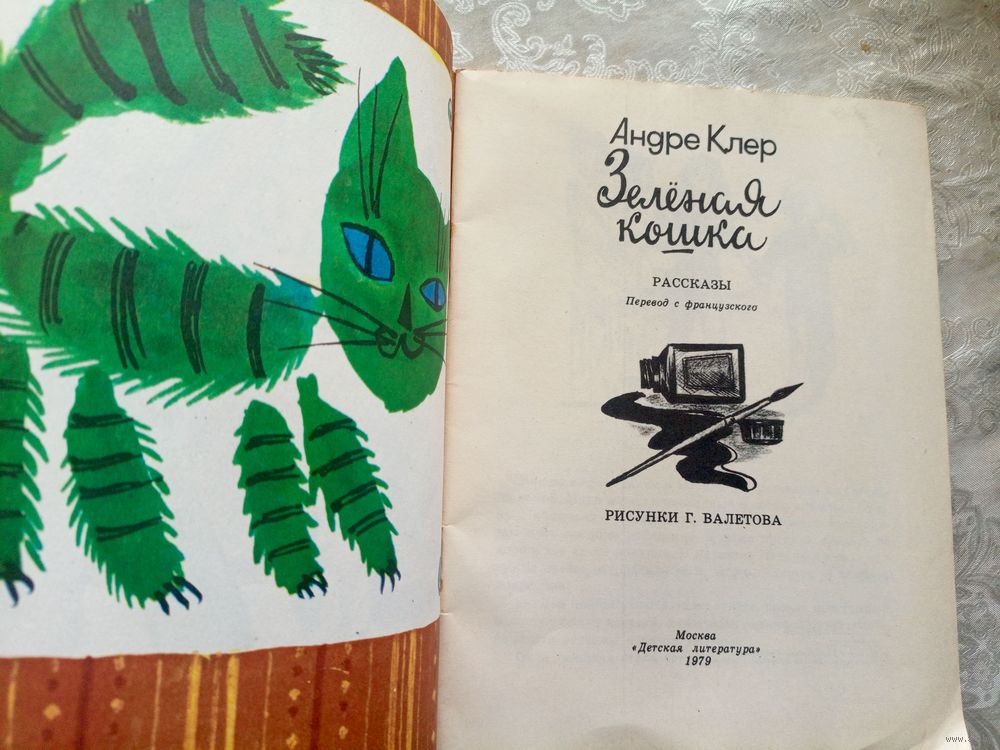 Андре Клер
Зелёная
кошка
РАССКАЗЫ
Перевод с французского
РИСУНКИ Г. ВАЛЕТОВА
Москва
«Детская литература»
1979